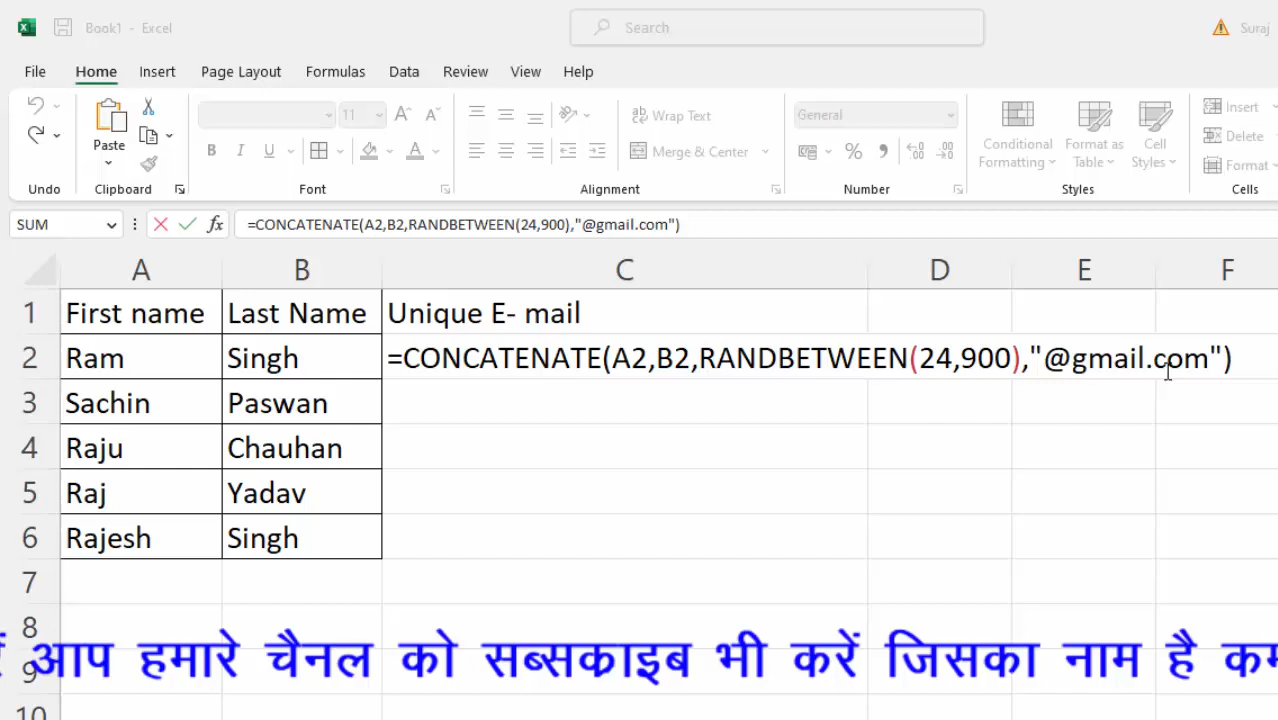 Book1 - Excel
Search
Suraj
File Home Insert Page Layout Formulas Data Review View Help
11
Wrap Text
General
Insert
Paste
Conditional Formatting
Format as Table
Cell Styles
Delete
Merge & Center
Format
Undo Clipboard Font Alignment Number Styles Cells
SUM =CONCATENATE(A2,B2,RANDBETWEEN(24,900),"@gmail.com")
A B C D E F
1 First name Last Name Unique E- mail
2 Ram Singh =CONCATENATE(A2,B2,RANDBETWEEN(24,900),"@gmail.com")
3 Sachin Paswan
4 Raju Chauhan
5 Raj Yadav
6 Rajesh Singh
7
8
9
आप हमारे चैनल को सब्सक्राइब भी करें जिसका नाम है
10